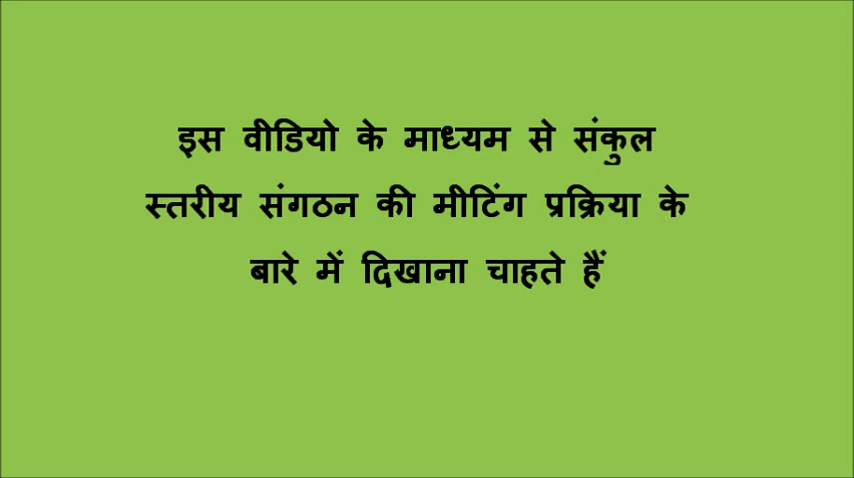 इस वीडियो के माध्यम से संकुल
स्तरीय संगठन की मीटिंग प्रक्रिया के
बारे में दिखाना चाहते हैं